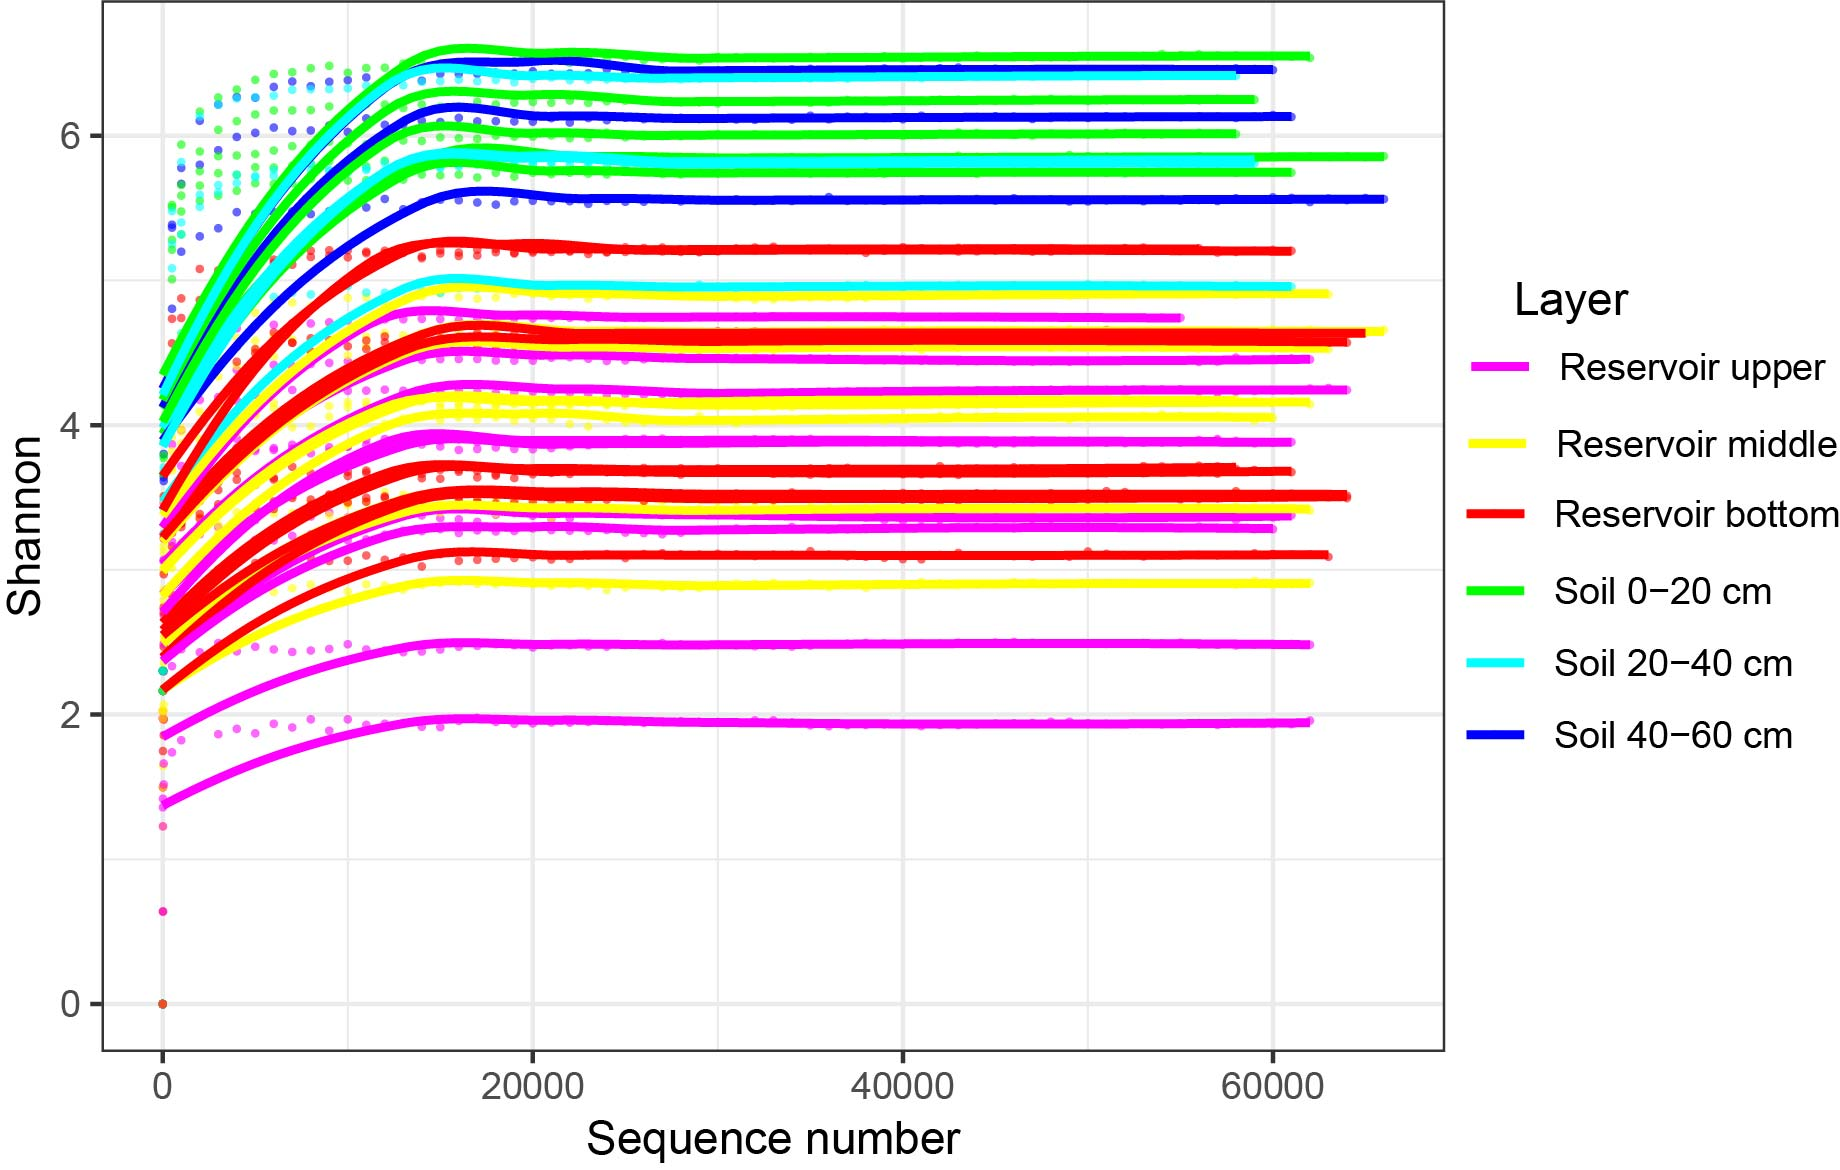 Shannon
6
4
2
0
0
20000
40000
60000
Sequence number
Layer
Reservoir upper
Reservoir middle
Reservoir bottom
Soil 0−20 cm
Soil 20−40 cm
Soil 40−60 cm